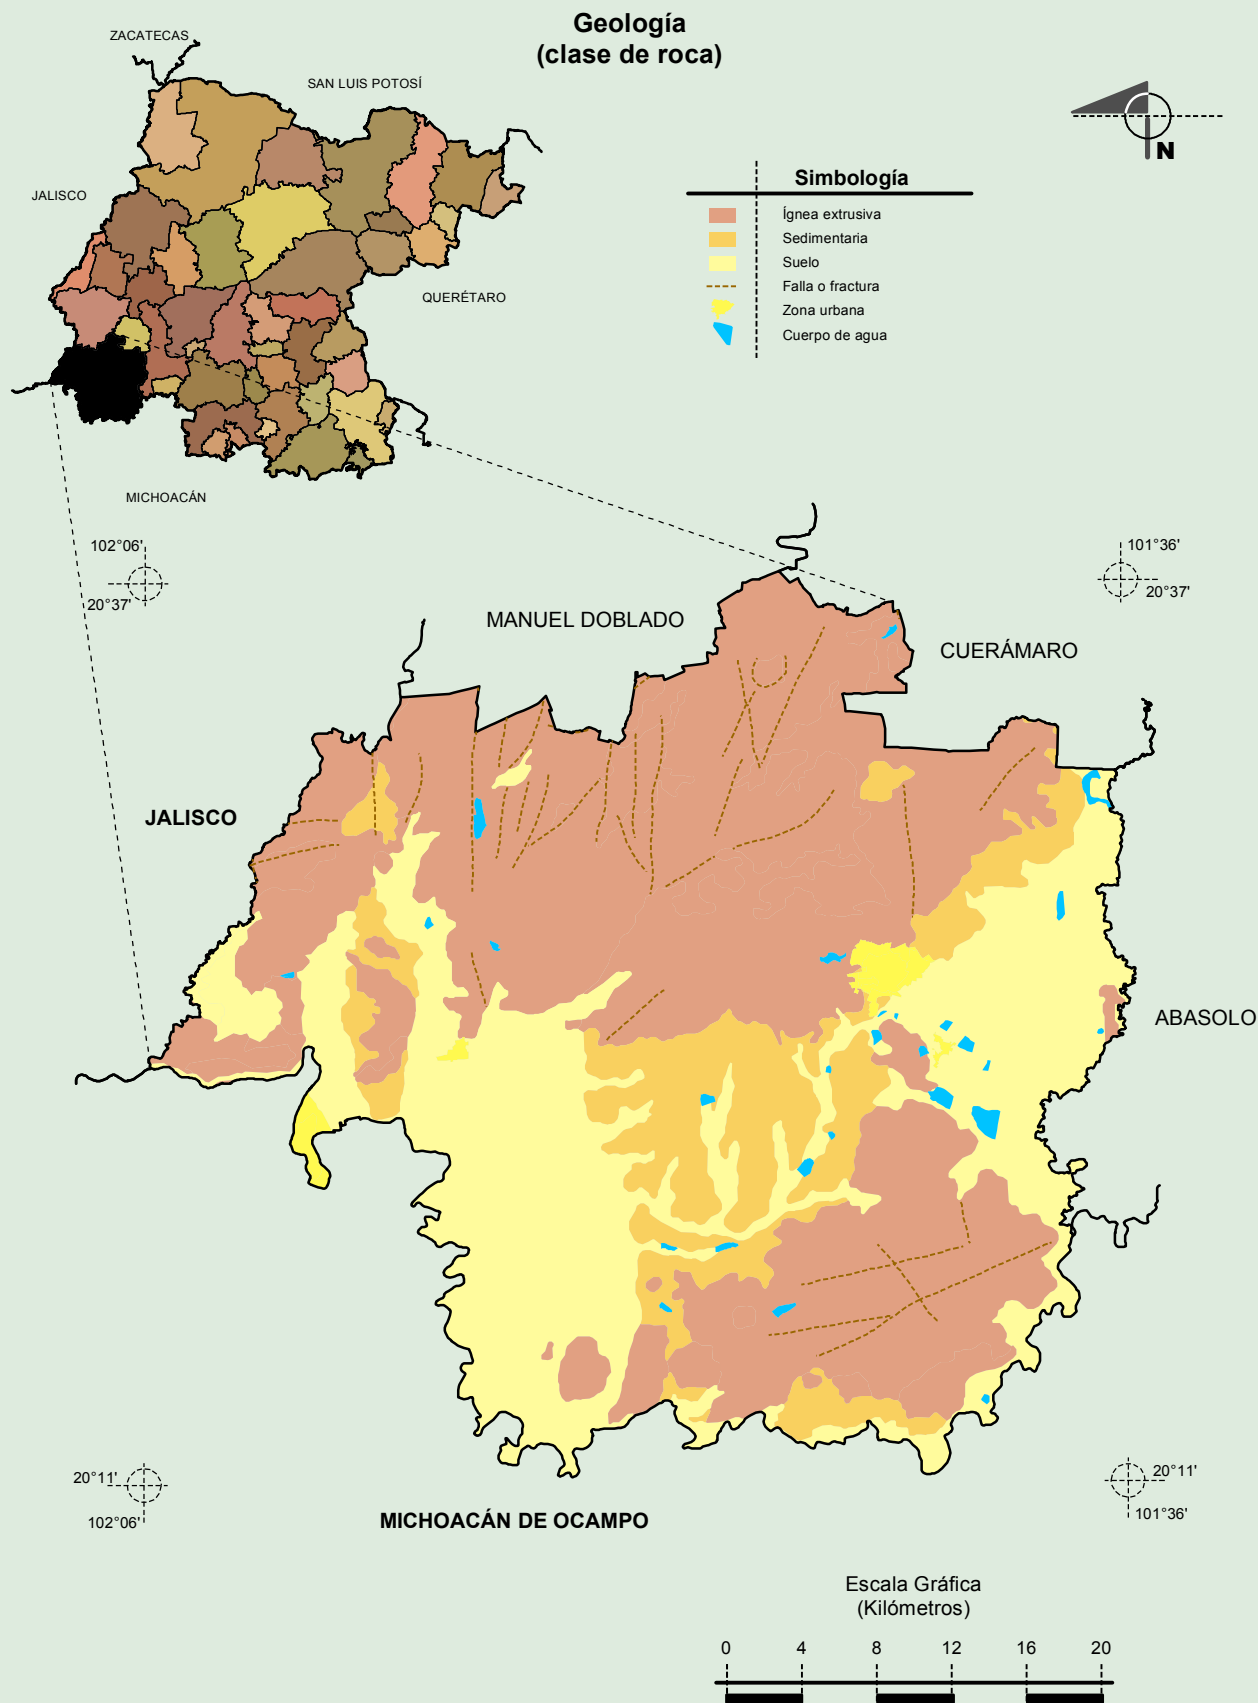 Geología
(clase de roca)
ZACATECAS
SAN LUIS POTOSÍ
JALISCO
QUERÉTARO
MICHOACÁN
N
Simbología
Ígnea extrusiva
Sedimentaria
Suelo
Falla o fractura
Zona urbana
Cuerpo de agua
102°06'
20°37'
101°36'
20°37'
MANUEL DOBLADO
CUERÁMARO
JALISCO
ABASOLO
20°11'
102°06'
20°11'
101°36'
MICHOACÁN DE OCAMPO
Escala Gráfica
(Kilómetros)
0 4 8 12 16 20